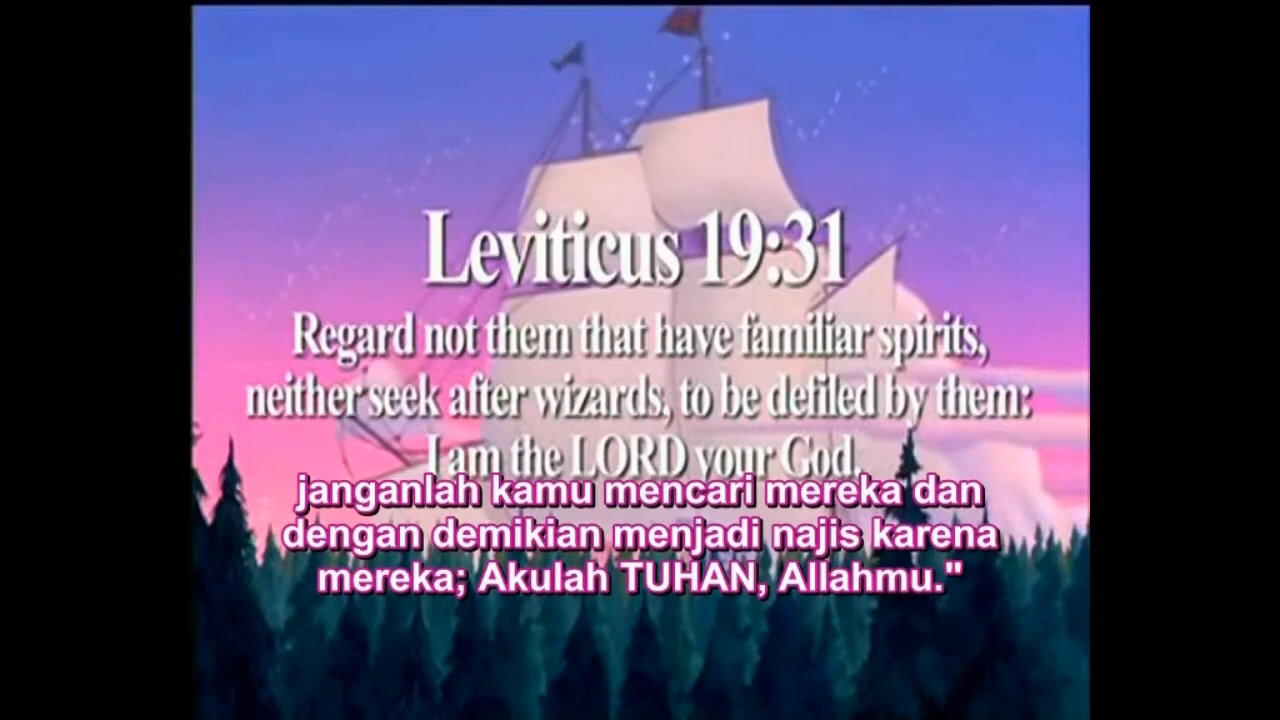 Leviticus 19:31
Regard not them that have familiar spirits,
neither seek after wizards, to be defiled by them:
I am the LORD your God.
janganlah kamu mencari mereka dan
dengan demikian menjadi najis karena
mereka; Akulah TUHAN, Allahmu."